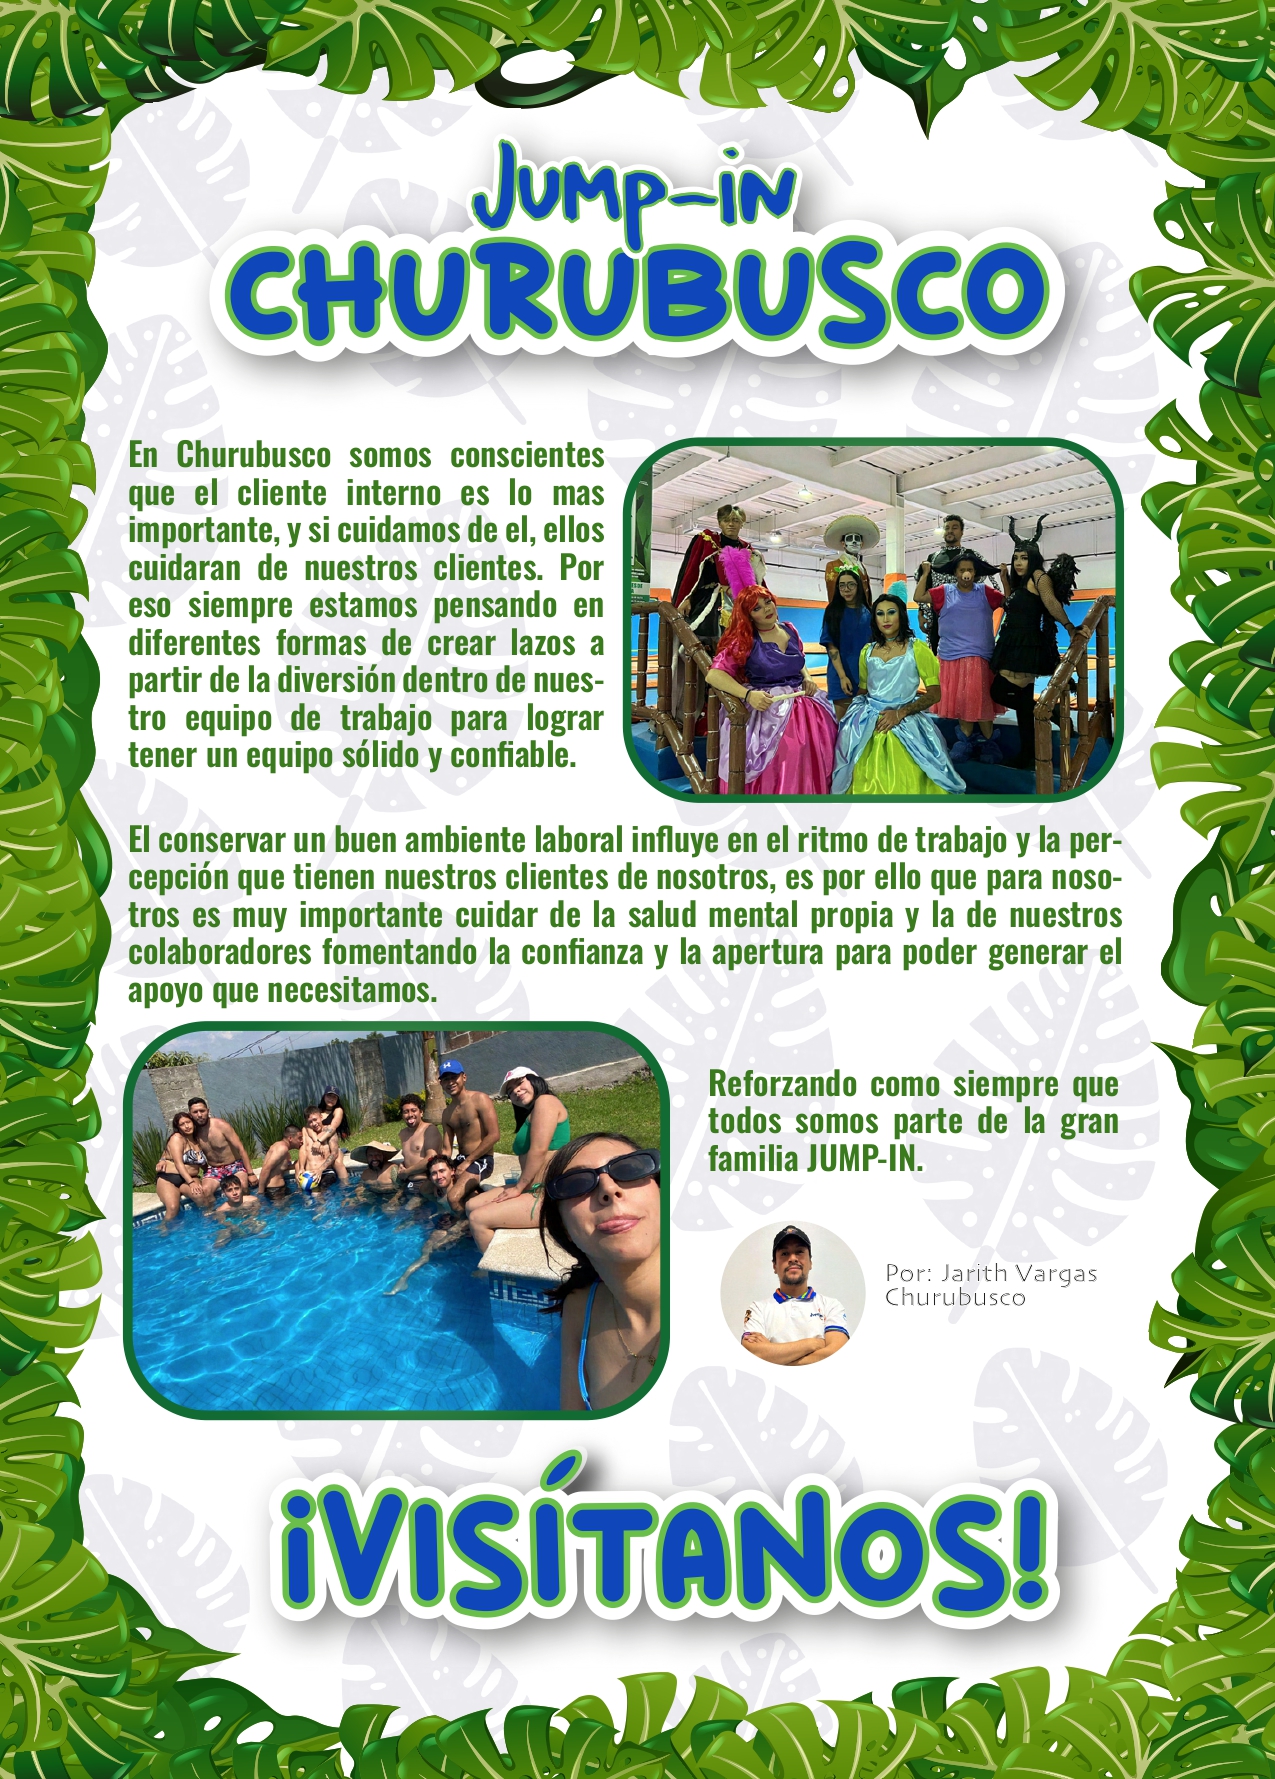 JUMP-IN
CHURUBUSCO
En Churubusco somos conscientes
que el cliente interno es lo mas
importante, y si cuidamos de el, ellos
cuidaran de nuestros clientes. Por
eso siempre estamos pensando en
diferentes formas de crear lazos a
partir de la diversión dentro de nues-
tro equipo de trabajo para lograr
tener un equipo sólido y confiable.
El conservar un buen ambiente laboral influye en el ritmo de trabajo y la per-
cepción que tienen nuestros clientes de nosotros, es por ello que para noso-
tros es muy importante cuidar de la salud mental propia y la de nuestros
colaboradores fomentando la confianza y la apertura para poder generar el
apoyo que necesitamos.
Reforzando como siempre que
todos somos parte de la gran
familia JUMP-IN.
Por: Jarith Vargas
Churubusco
¡VISÍTANOS!